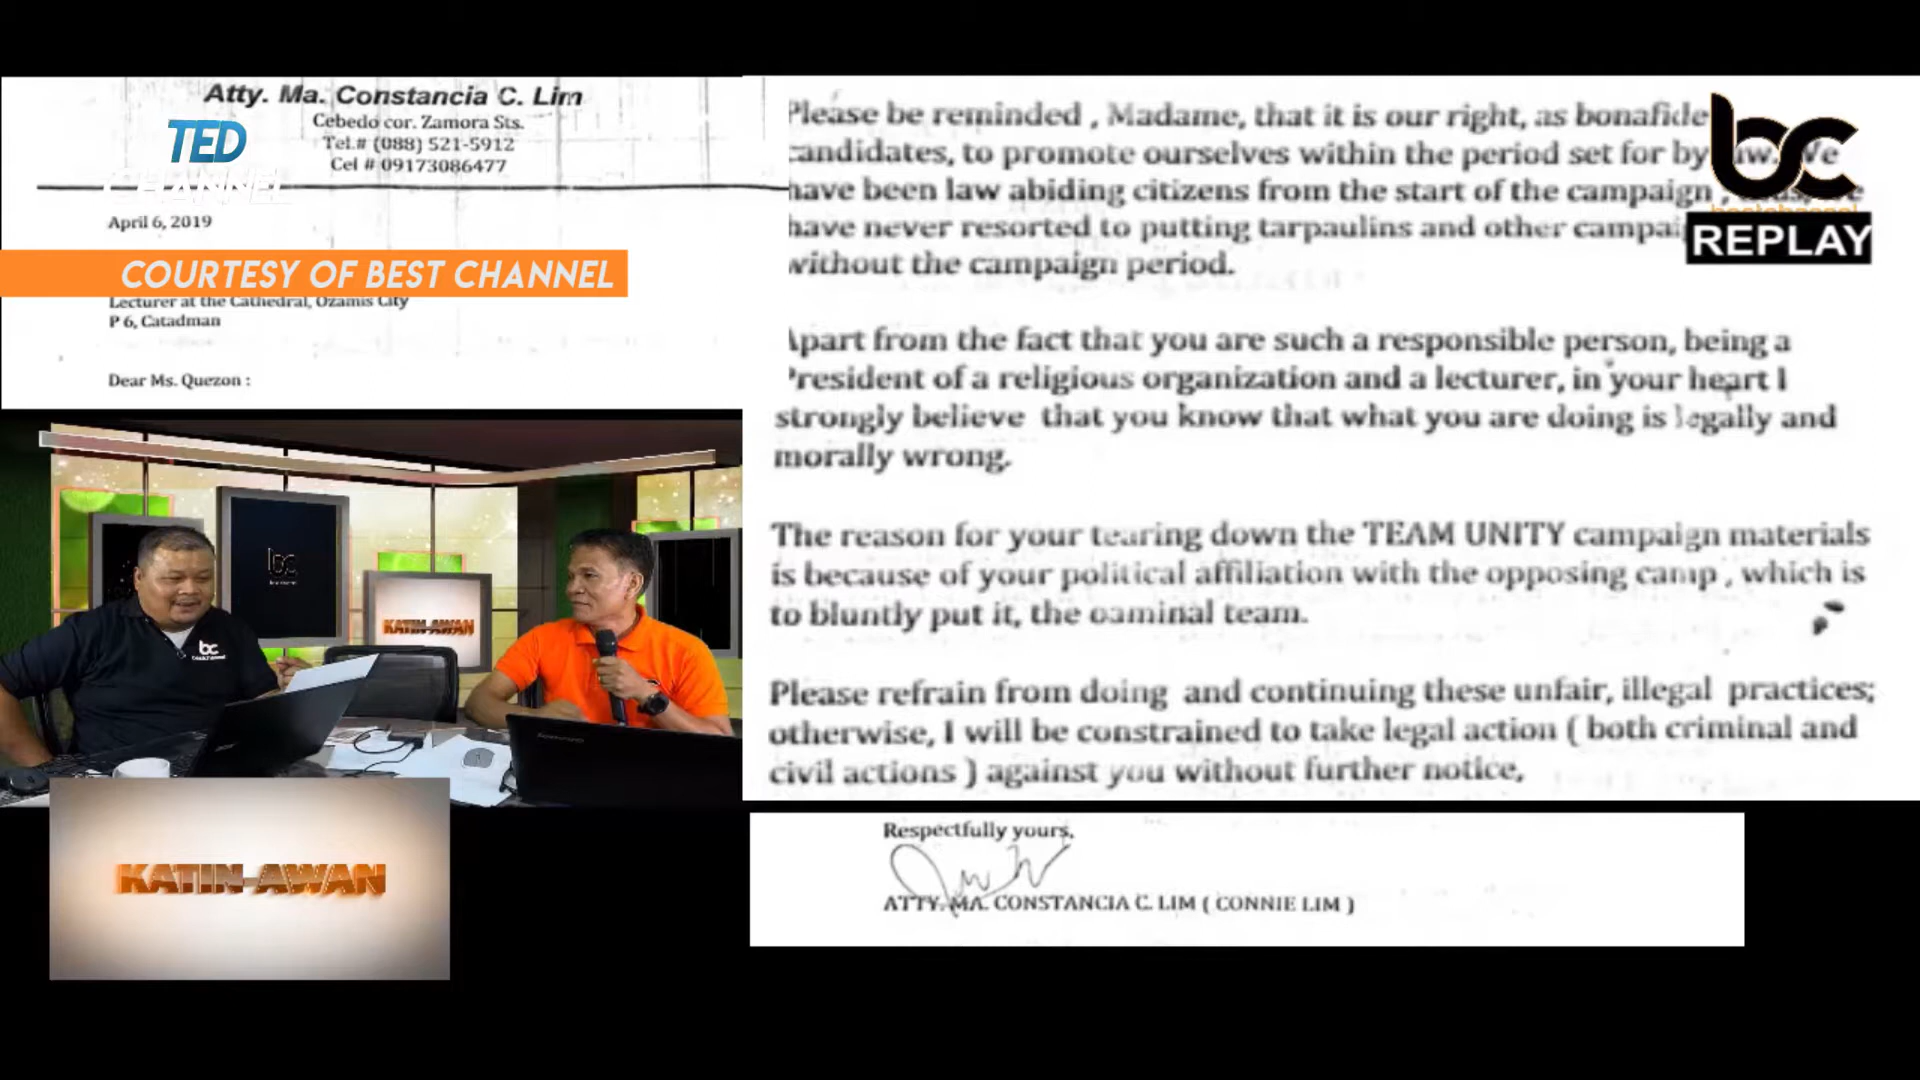 Atty. Ma. Constancia C. Lim
Cebedo cor. Zamora Sts.
Tel.# (088) 521-5912
Cel # 09173086477
TED
CHANNEL
April 6, 2019
COURTESY OF BEST CHANNEL
Lecturer at the Cathedral, Ozamis City
P 6, Catadman
Dear Ms. Quezon :
Please be reminded , Madame, that it is our right, as bonafide
candidates, to promote ourselves within the period set for by We
have been law abiding citizens from the start of the campaign ,
have never resorted to putting tarpaulins and other
without the campaign period.
Apart from the fact that you are such a responsible person, being a
President of a religious organization and a lecturer, in your heart I
strongly believe that you know that what you are doing is legally and
morally wrong.
The reason for your tearing down the TEAM UNITY campaign materials
is because of your political affiliation with the opposing camp , which is
to bluntly put it, the team.
Please refrain from doing and continuing these unfair, illegal practices;
otherwise, I will be constrained to take legal action ( both criminal and
civil actions ) against you without further notice,
Respectfully yours,
ATTY. MA. CONSTANCIA C. LIM ( CONNIE LIM )
bc
REPLAY
bc
bc
KATIN-AWAN
KATIN-AWAN